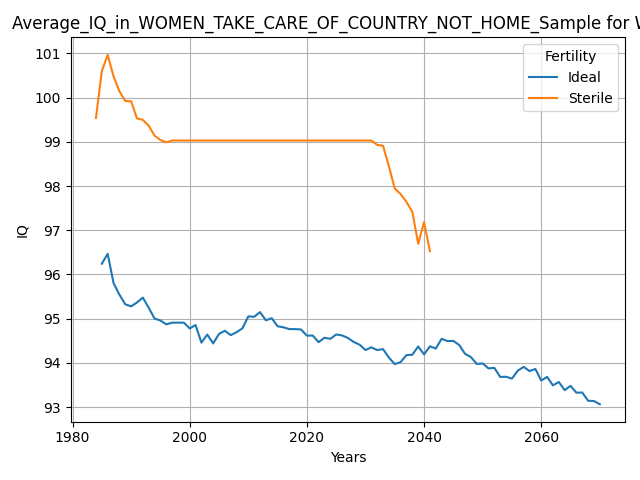 Average_IQ_in_WOMEN_TAKE_CARE_OF_COUNTRY_NOT_HOME_Sample for
Fertility
Ideal
Sterile
101
100
99
98
97
96
95
94
93
IQ
1980
2000
2020
2040
2060
Years